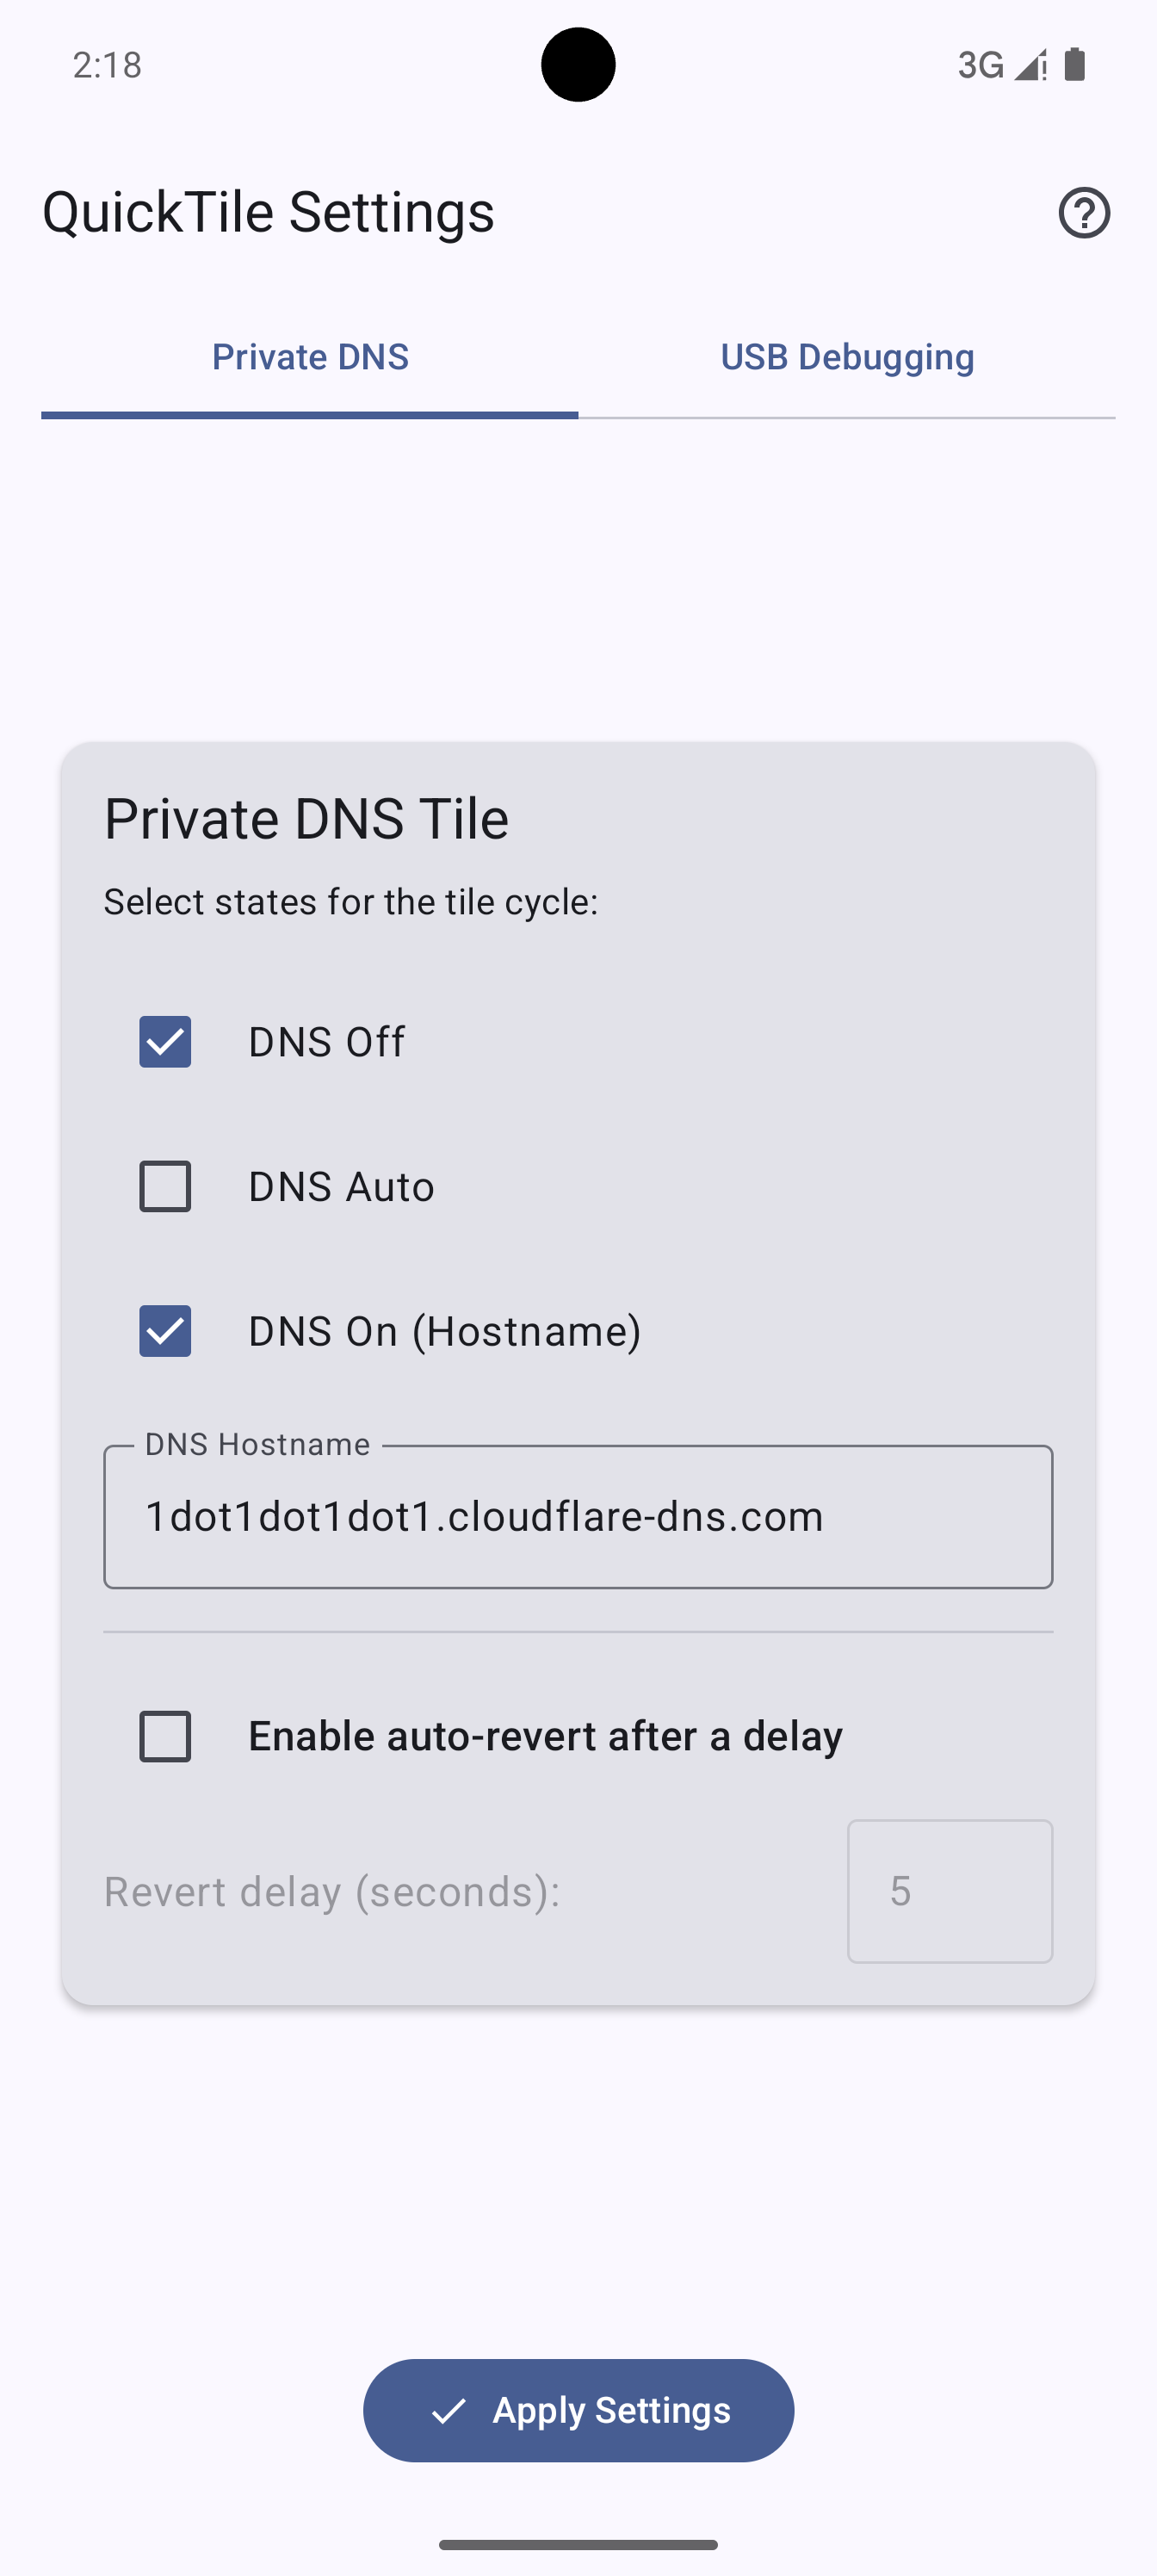 2:18
3G
QuickTile Settings
Private DNS
USB Debugging
Private DNS Tile
Select states for the tile cycle:
DNS Off
DNS Auto
DNS On (Hostname)
DNS Hostname
1dot1dot1dot1.cloudflare-dns.com
Enable auto-revert after a delay
Revert delay (seconds):
5
Apply Settings